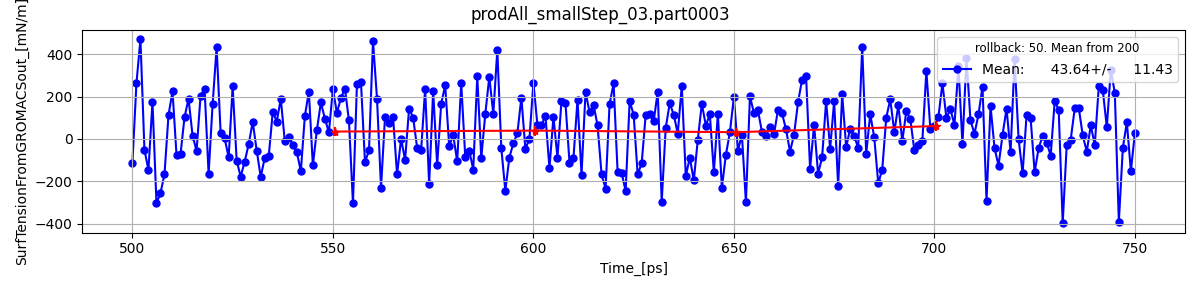 prodAll_smallStep_03.part0003
SurfTensionFromGROMACSout_[mN/m]
400
200
0
−200
−400
rollback: 50. Mean from 200
Mean: 43.64+/- 11.43
500
550
600
650
700
750
Time_[ps]